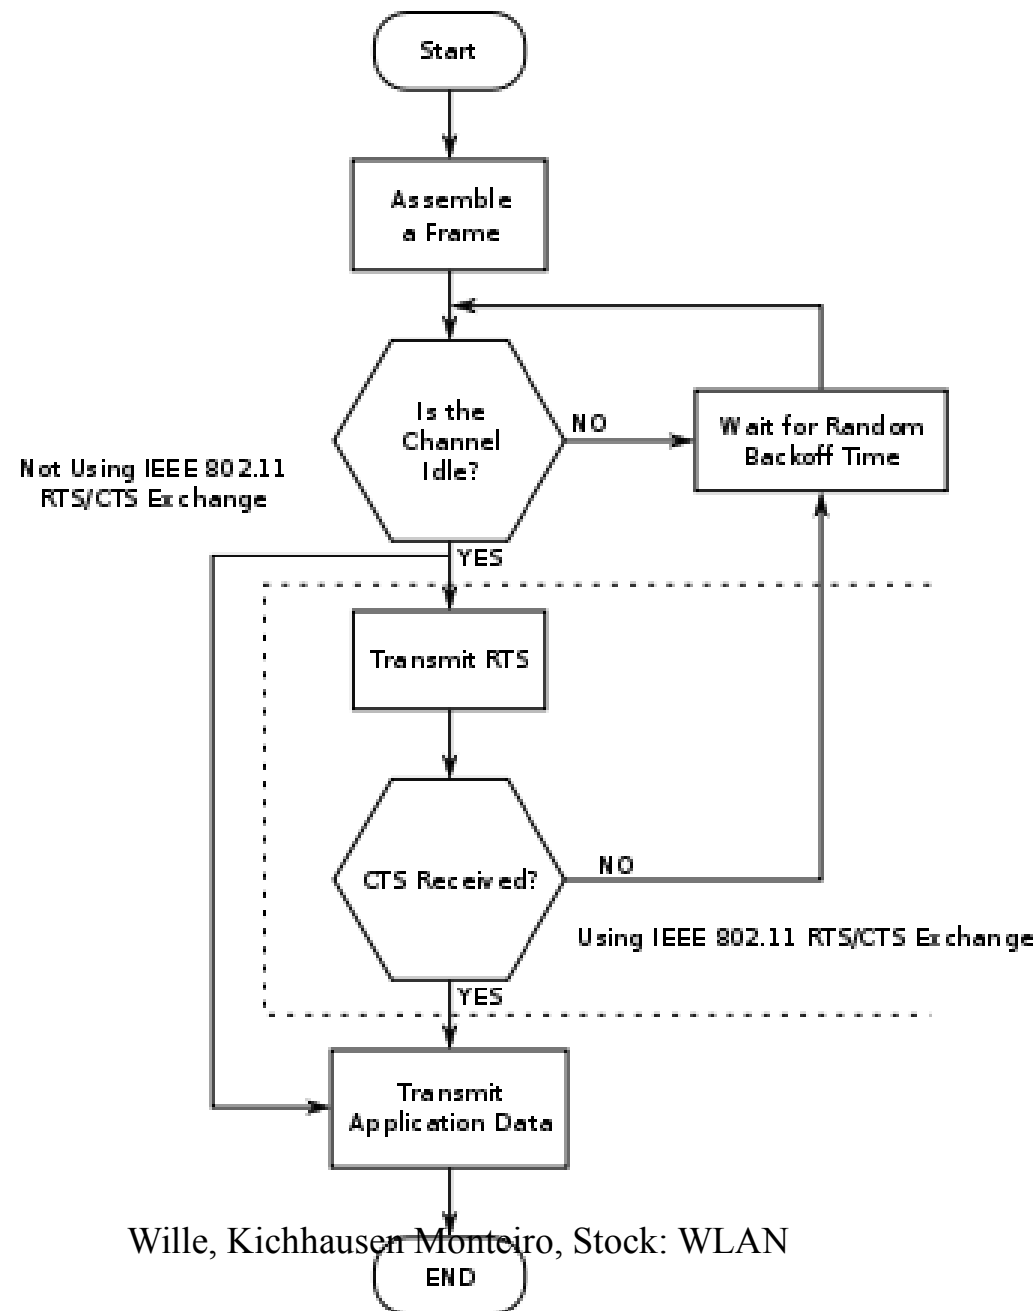 Start
Assemble
a Frame
Is the
Channel
Idle?
NO
Wait for Random
Backoff Time
Not Using IEEE 802.11
RTS/CTS Exchange
YES
Transmit RTS
CTS Received?
NO
Using IEEE 802.11 RTS/CTS Exchange
YES
Transmit
Application Data
Wille, Kichhausen Monteiro, Stock: WLAN
END